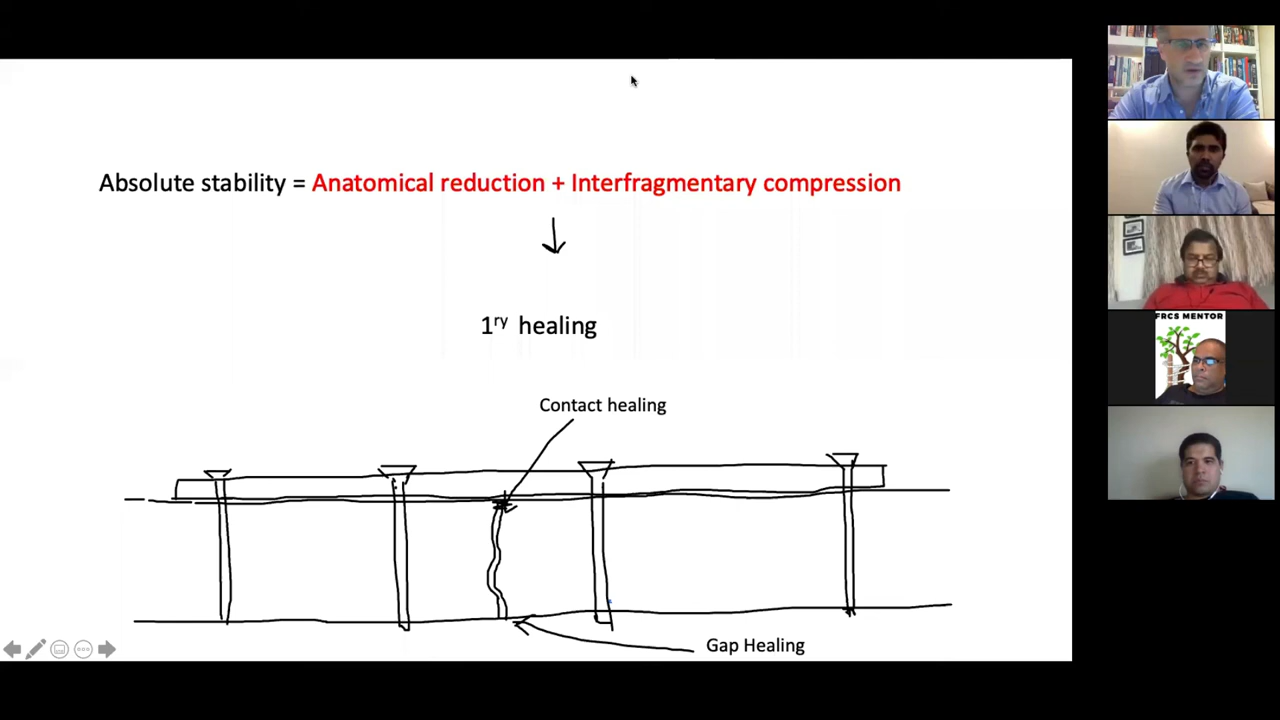 Absolute stability = Anatomical reduction + Interfragmentary compression
1ry healing
Contact healing
Gap Healing
FRCS MENTOR